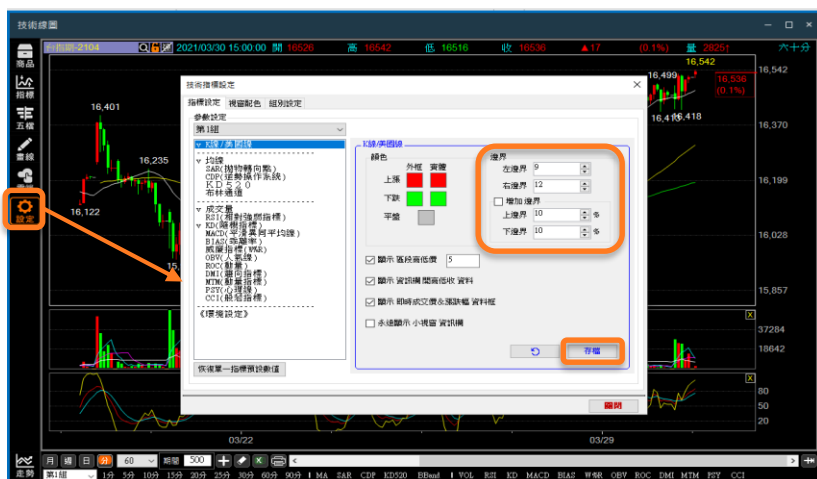 技術線圖
台指期-2104 2021/03/30 15:00:00 開 16526 高 16542 低 16516 收 16536 ▲17 (0.1%) 量 2825↑ 六十分
商品
指標
五檔
畫線
設定
走勢
16,542
16,499
16,418
16,401
16,235
16,122
16,542
16,536
(0.1%)
16,370
16,199
16,028
15,857
37284
18642
80
50
20
技術指標設定
指標設定 視窗配色 組別設定
參數設定
第1組
K線/美國線
均線
SAR(拋物轉向點)
CDP(逆勢操作系統)
KD520
布林通道
成交量
RSI(相對強弱指標)
KD(隨機指標)
MACD(平滑異同平均線)
BIAS(乖離率)
威廉指標(W%R)
OBV(人氣線)
ROC(動量)
DMI(趨向指標)
MTM(動量指標)
PSY(心理線)
CCI(般若指標)
《環境設定》
恢複單一指標預設數值
K線/美國線
顏色
外框 實體
上漲
下跌
平盤
邊界
左邊界 9
右邊界 12
增加邊界
上邊界 10 %
下邊界 10 %
顯示 區段高低價 5
顯示 資訊欄 開高低收 資料
顯示 即時成交價&漲跌幅 資料框
永遠顯示 小視窗 資訊欄
存檔
關閉
03/22 03/29
月 週 日 分 60 期間 500
第1組 1分 5分 10分 15分 20分 25分 30分 60分 90分 MA SAR CDP KD520 BBand VOL RSI KD MACD BIAS W%R OBV ROC DMI MTM PSY CCI